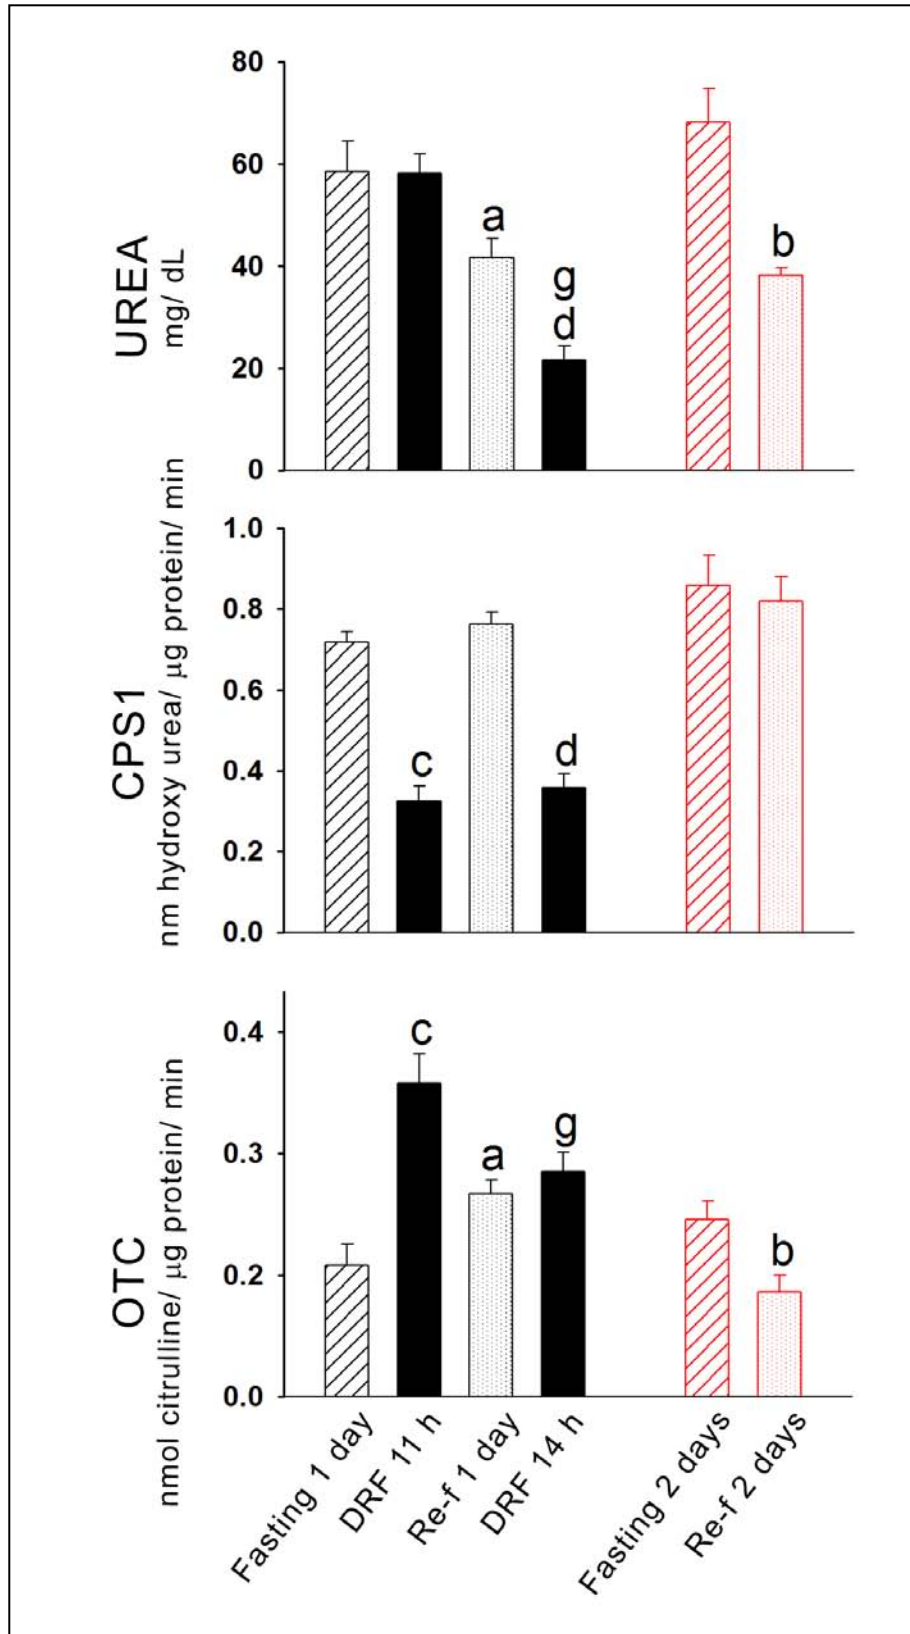 80
60
40
20
0
UREA
mg/ dL
a
g
d
b
1.0
0.8
0.6
0.4
0.2
0.0
CPS1
nm hydroxy urea/ µg protein/ min
c
d
0.4
0.3
0.2
0.0
OTC
nmol citrulline/ µg protein/ min
c
a
g
b
Fasting 1 day
DRF 11 h
Re-f 1 day
DRF 14 h
Fasting 2 days
Re-f 2 days